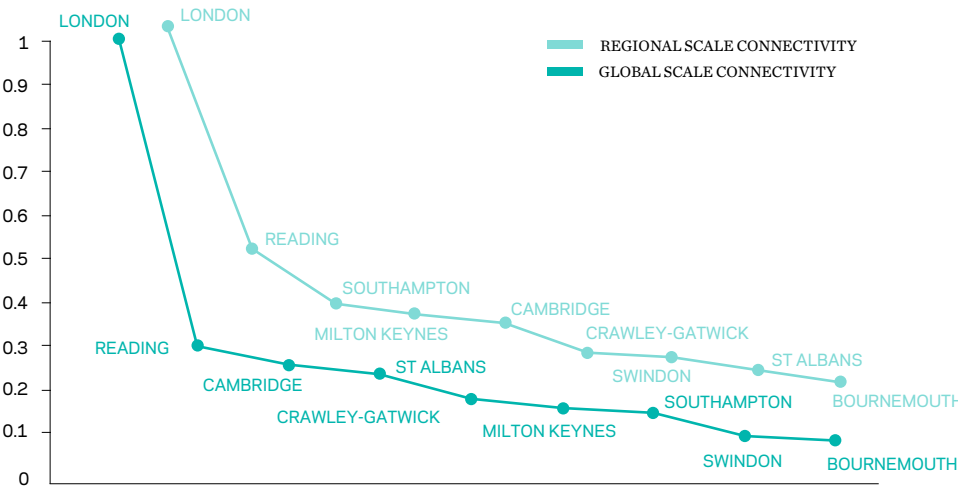 LONDON
LONDON
REGIONAL SCALE CONNECTIVITY
GLOBAL SCALE CONNECTIVITY
1
0.9
0.8
0.7
0.6
0.5
0.4
0.3
0.2
0.1
0
READING
SOUTHAMPTON
MILTON KEYNES
CAMBRIDGE
CRAWLEY-GATWICK
SWINDON
ST ALBANS
BOURNEMOUTH
READING
CAMBRIDGE
ST ALBANS
CRAWLEY-GATWICK
MILTON KEYNES
SOUTHAMPTON
SWINDON
BOURNEMOUTH